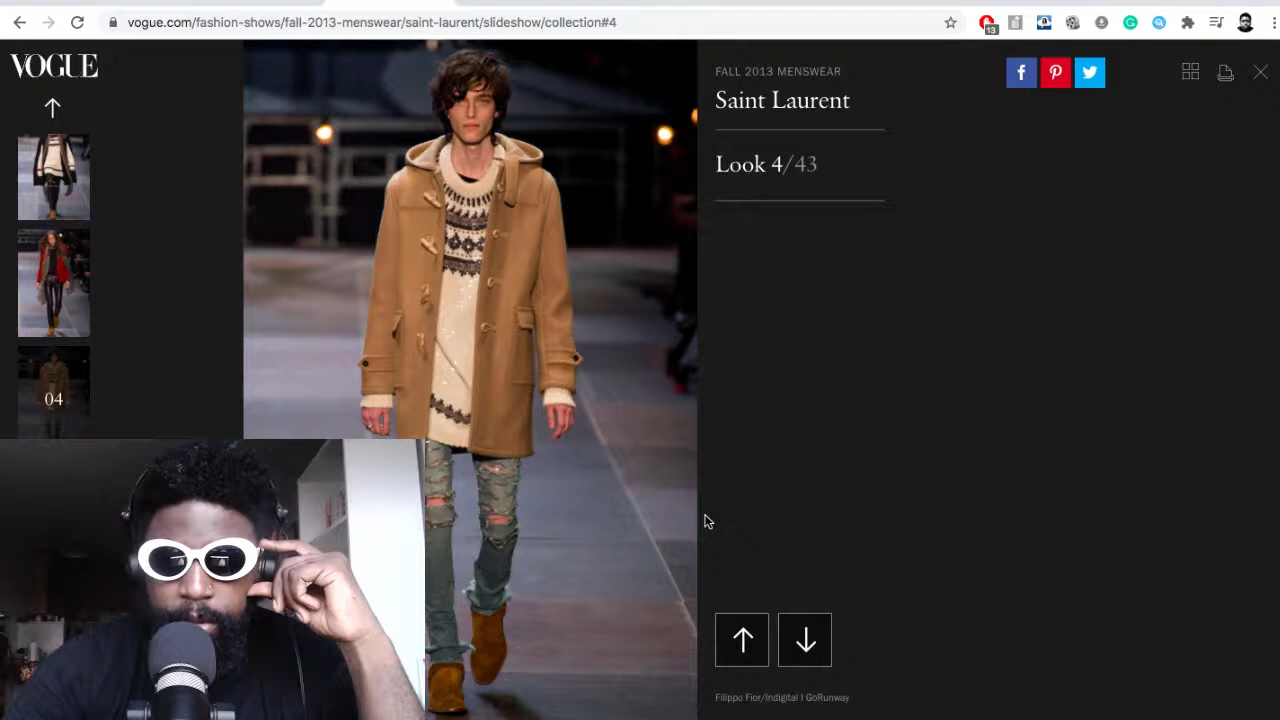 vogue.com/fashion-shows/fall-2013-menswear/saint-laurent/slideshow/collection#4
13
VOGUE
FALL 2013 MENSWEAR
Saint Laurent
Look 4/43
04
Filippo Fior/Indigital | GoRunway